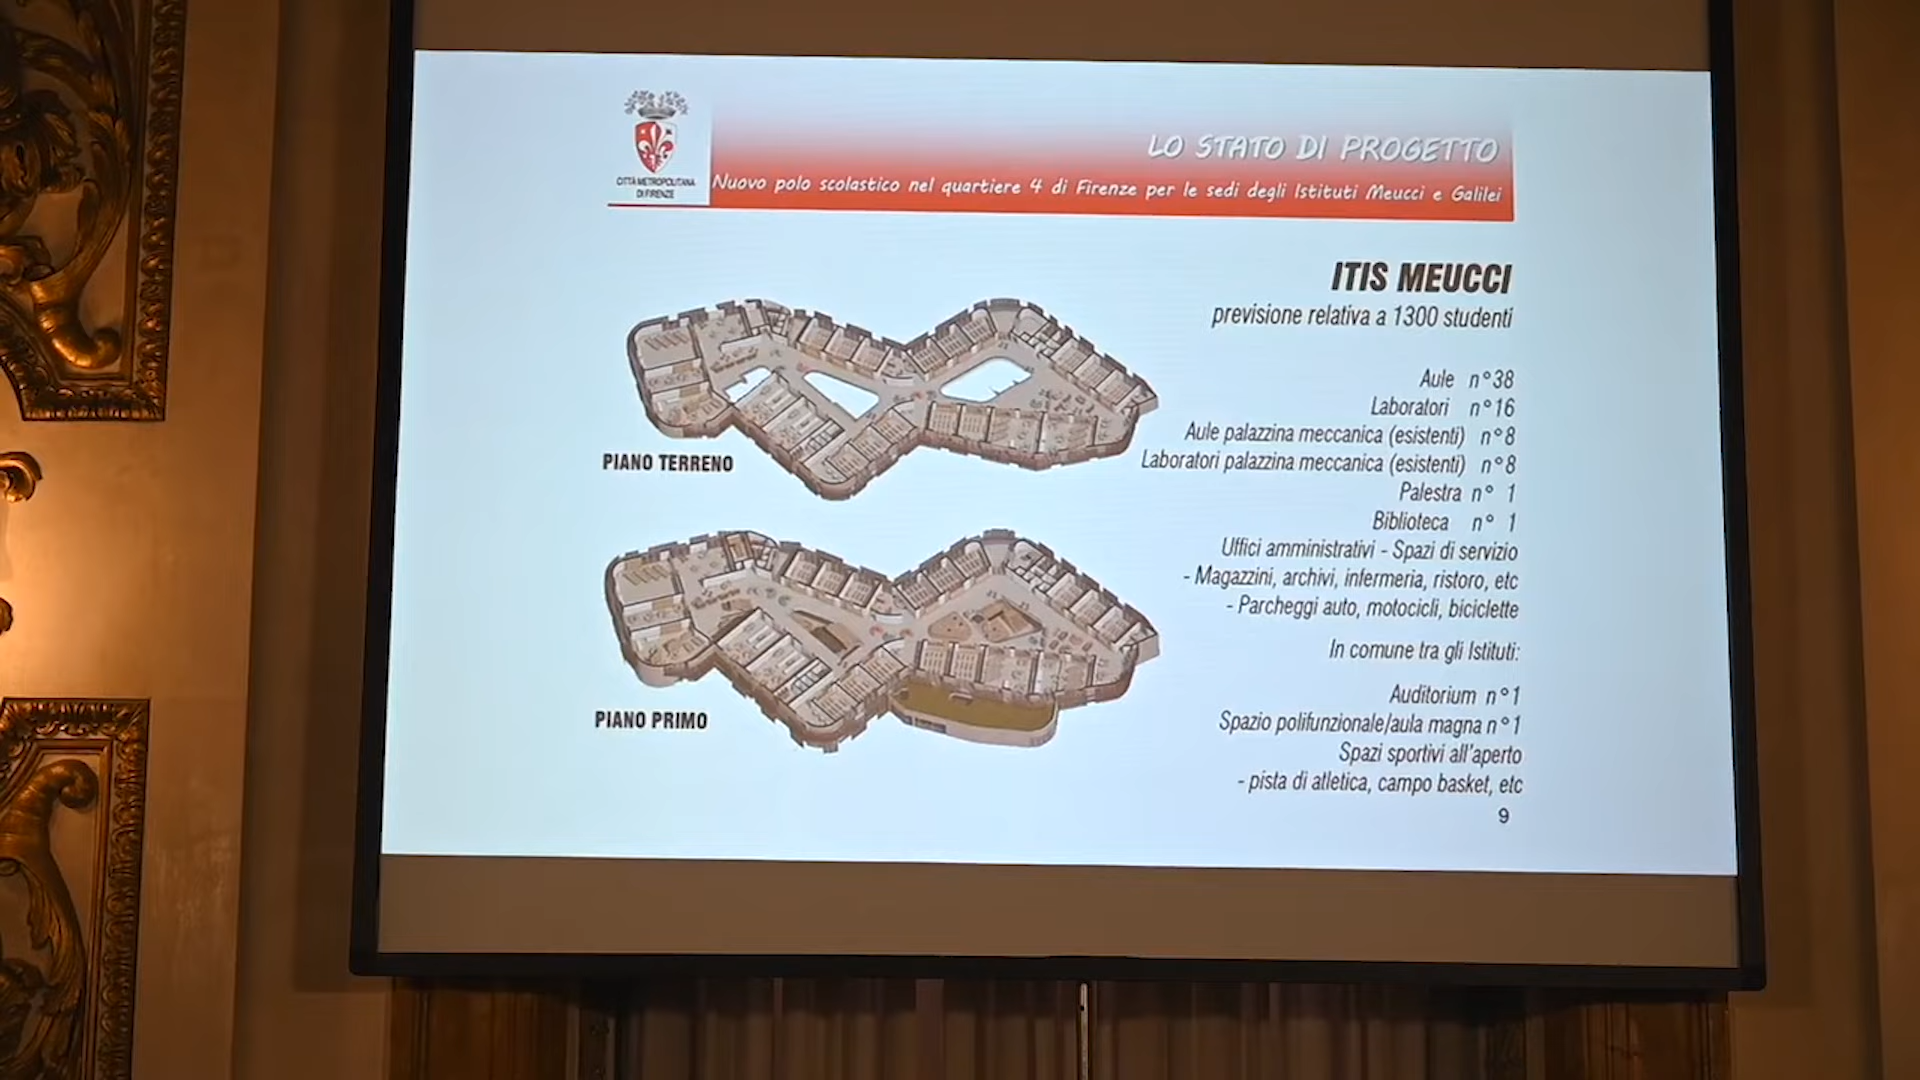 CITTÀ METROPOLITANA
DI FIRENZE
LO STATO DI PROGETTO
Nuovo polo scolastico nel quartiere 4 di Firenze per le sedi degli Istituti Meucci e Galilei
ITIS MEUCCI
previsione relativa a 1300 studenti
Aule n°38
Laboratori n°16
Aule palazzina meccanica (esistenti) n°8
Laboratori palazzina meccanica (esistenti) n°8
Palestra n° 1
Biblioteca n° 1
Uffici amministrativi - Spazi di servizio
- Magazzini, archivi, infermeria, ristoro, etc
- Parcheggi auto, motocicli, biciclette
In comune tra gli Istituti:
Auditorium n°1
Spazio polifunzionale/aula magna n°1
Spazi sportivi all'aperto
- pista di atletica, campo basket, etc
9
PIANO TERRENO
PIANO PRIMO